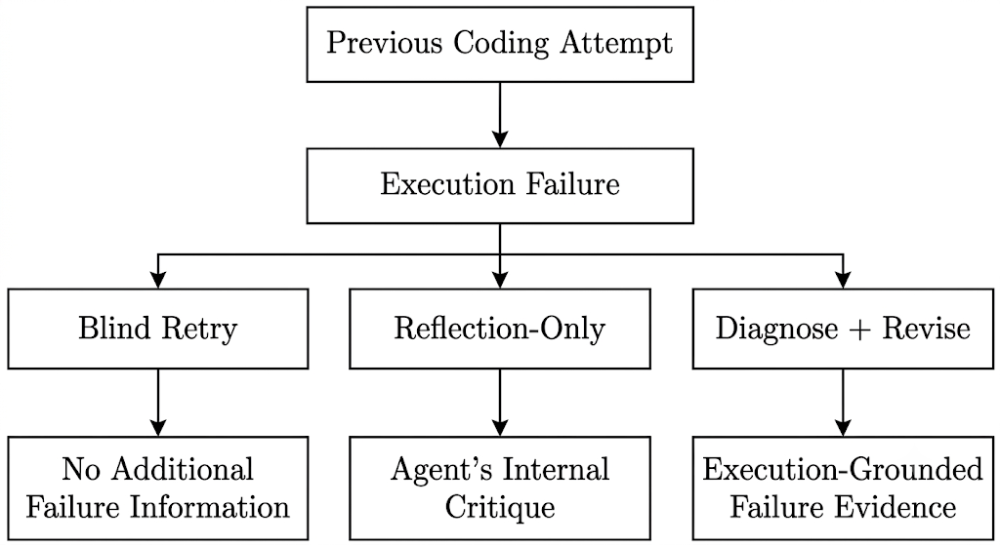 Previous Coding Attempt
Execution Failure
Blind Retry
Reflection-Only
Diagnose + Revise
No Additional
Failure Information
Agent's Internal
Critique
Execution-Grounded
Failure Evidence